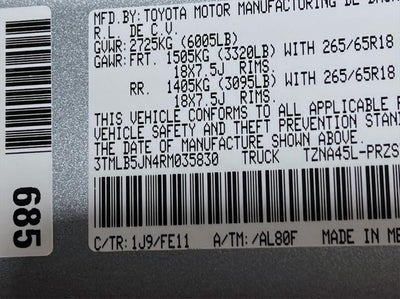 MFD.BY:TOYOTA MOTOR MANUFACTURING DE
R.L. DE C.V.
GVWR: 2725KG (6005LB)
GAWR:FRT. 1505KG (3320LB) WITH 265/65R18
18X7.5J RIMS
RR. 1405KG (3095LB) WITH 265/65R18
18X7.5J RIMS
THIS VEHICLE CONFORMS TO ALL APPLICABLE
VEHICLE SAFETY AND THEFT PREVENTION STAN
THE DATE OF MANUFACTURE SHOWN ABOVE.
3TMLB5JN4RM035830 TRUCK TZNA45L-PRZS
C/TR: 1J9/FE11 A/TM: /AL80F MADE IN ME
685